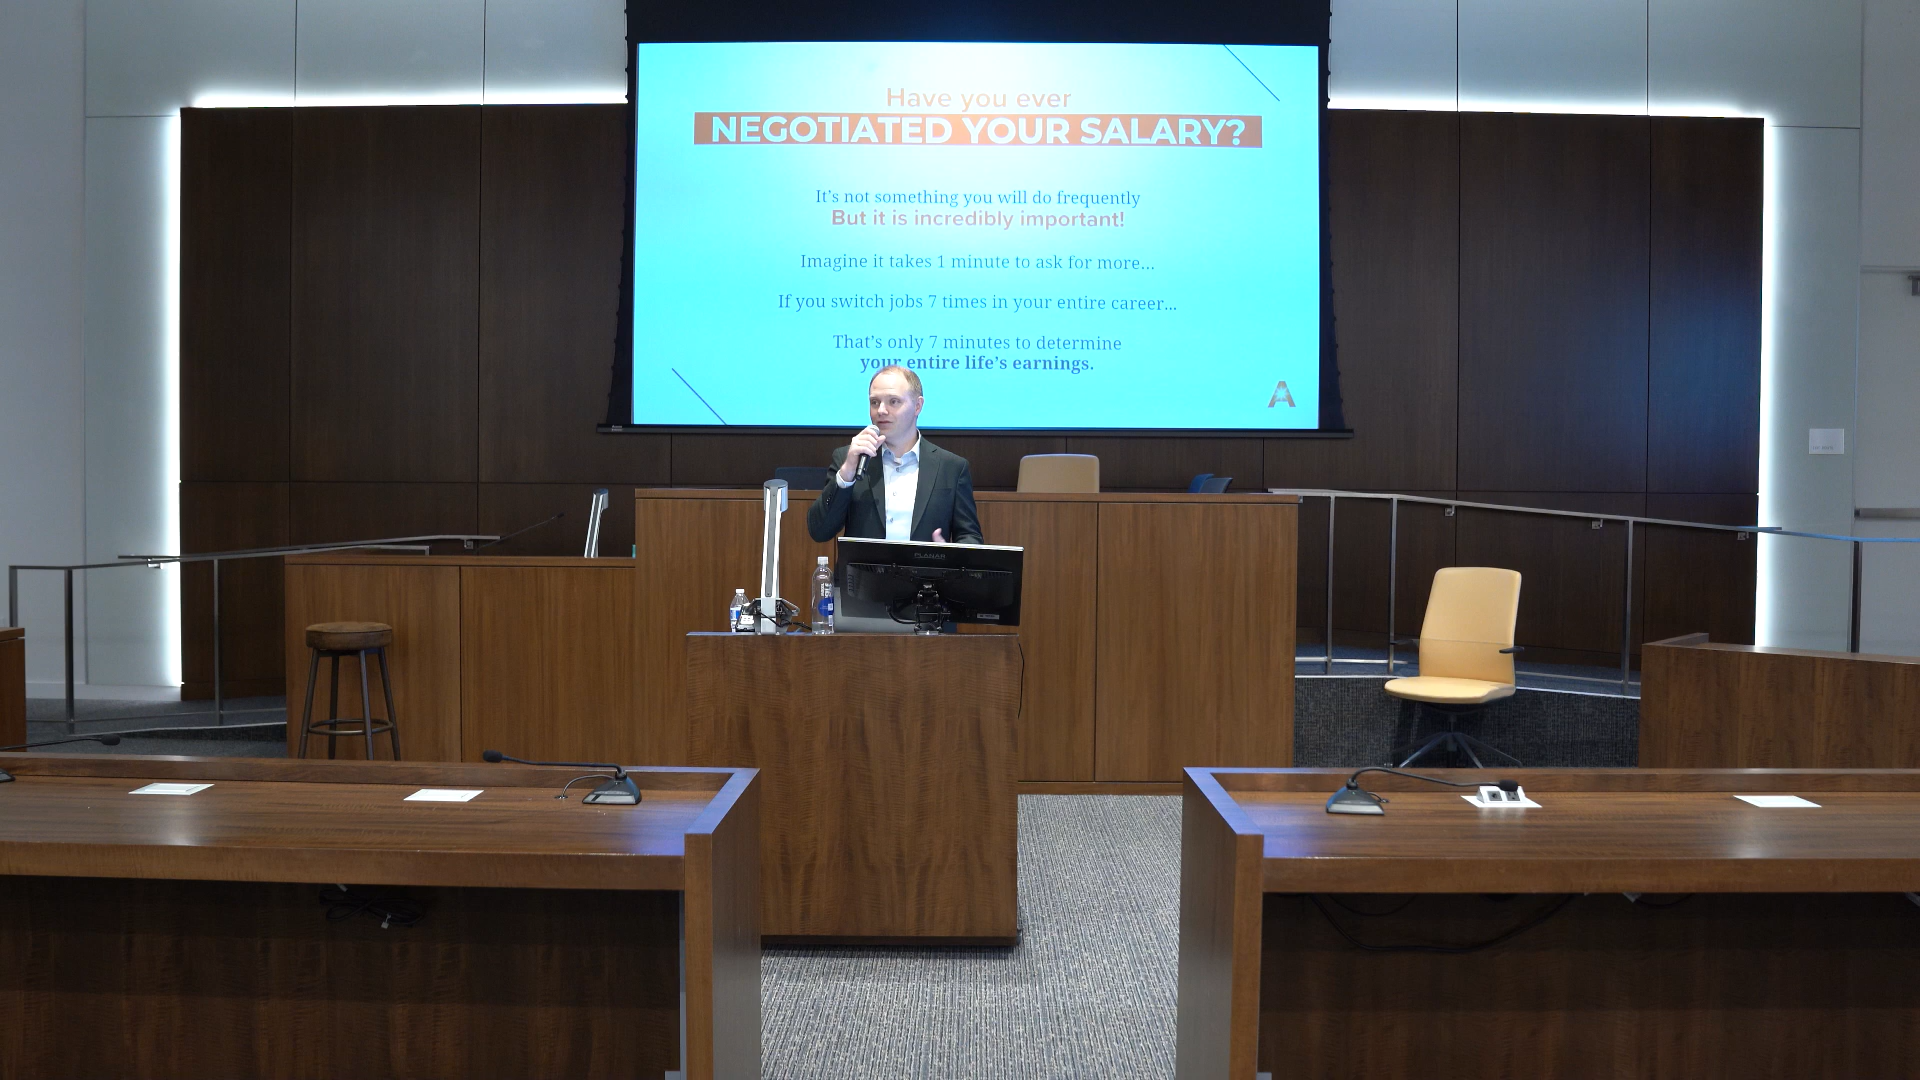 Have you ever
NEGOTIATED YOUR SALARY?
It's not something you will do frequently
But it is incredibly important!
Imagine it takes 1 minute to ask for more...
If you switch jobs 7 times in your entire career...
That's only 7 minutes to determine
your entire life's earnings.
A
PLANAR